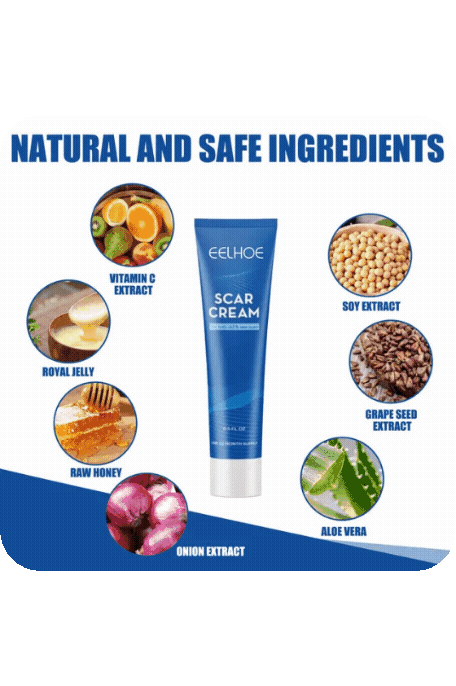 NATURAL AND SAFE INGREDIENTS
EELHOE
SCAR
CREAM
VITAMIN C
EXTRACT
SOY EXTRACT
ROYAL JELLY
GRAPE SEED
EXTRACT
RAW HONEY
ALOE VERA
ONION EXTRACT